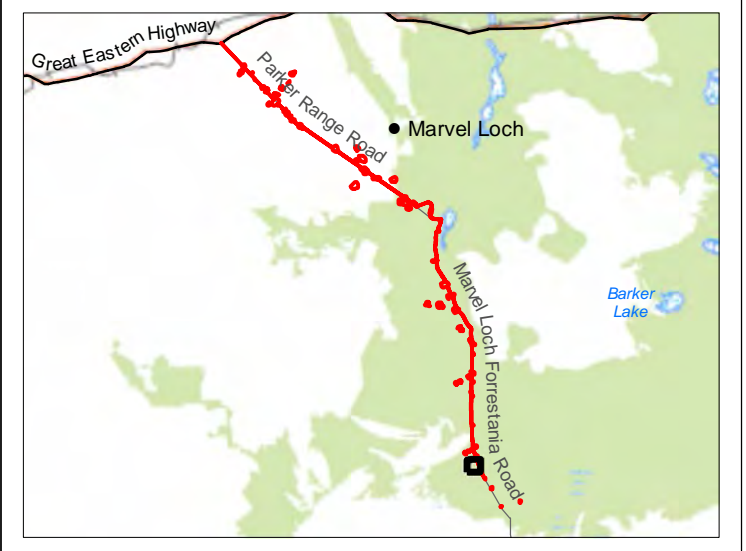 Great Eastern Highway
Parker Range Road
Marvel Loch
Marvel Loch Forrestania Road
Barker
Lake